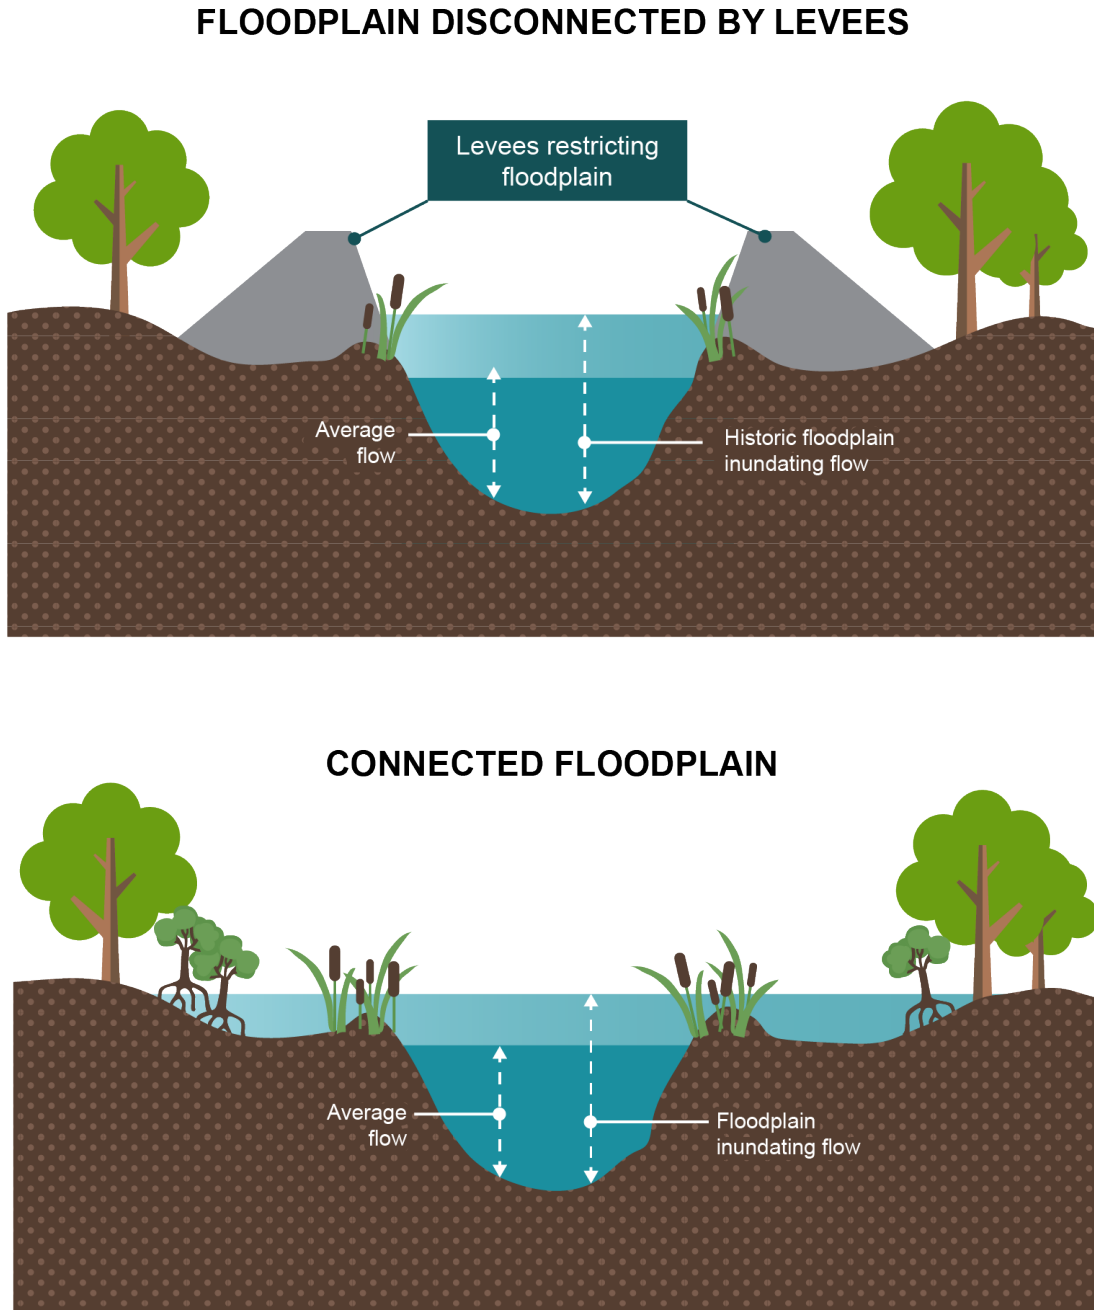 FLOODPLAIN DISCONNECTED BY LEVEES
Levees restricting
floodplain
Average
flow
Historic floodplain
inundating flow
CONNECTED FLOODPLAIN
Average
flow
Floodplain
inundating flow